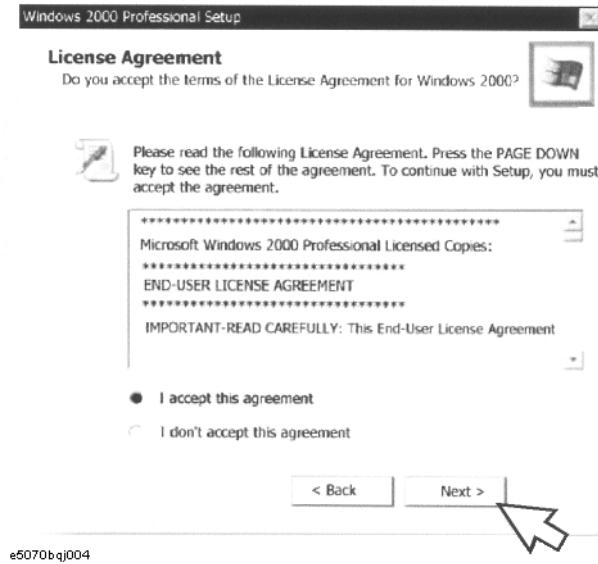 Windows 2000 Professional Setup
License Agreement
Do you accept the terms of the License Agreement for Windows 2000?
Please read the following License Agreement. Press the PAGE DOWN
key to see the rest of the agreement. To continue with Setup, you must
accept the agreement.
*********************************************
Microsoft Windows 2000 Professional Licensed Copies:
*********************************
END-USER LICENSE AGREEMENT
*********************************
IMPORTANT-READ CAREFULLY: This End-User License Agreement
I accept this agreement
I don't accept this agreement
< Back
Next >
e5070bqj004